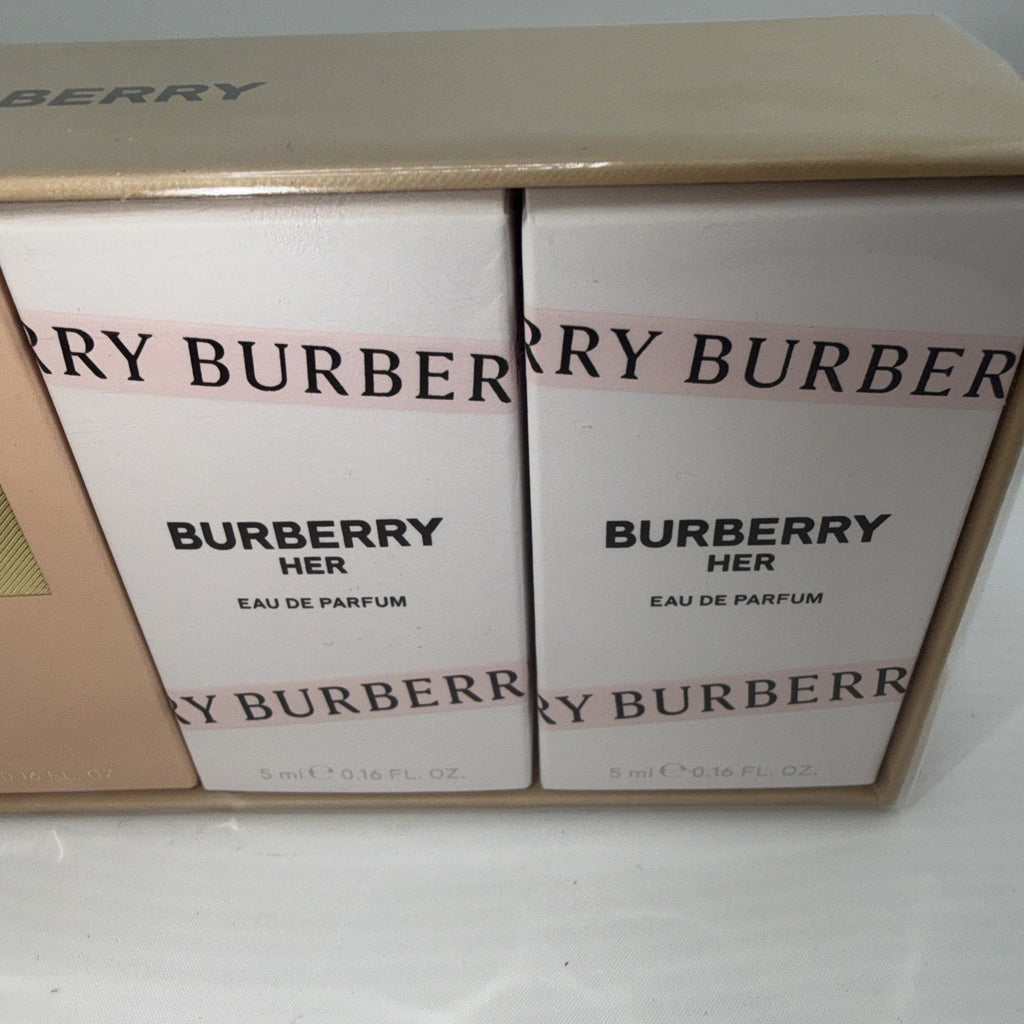 BERRY
RRY BURBER
RRY BURBER
BURBERRY
HER
EAU DE PARFUM
BURBERRY
HER
EAU DE PARFUM
RY BURBERR
RY BURBERR
0.16 FL. OZ.
5 ml ℮ 0.16 FL. OZ.
5 ml ℮ 0.16 FL. OZ.